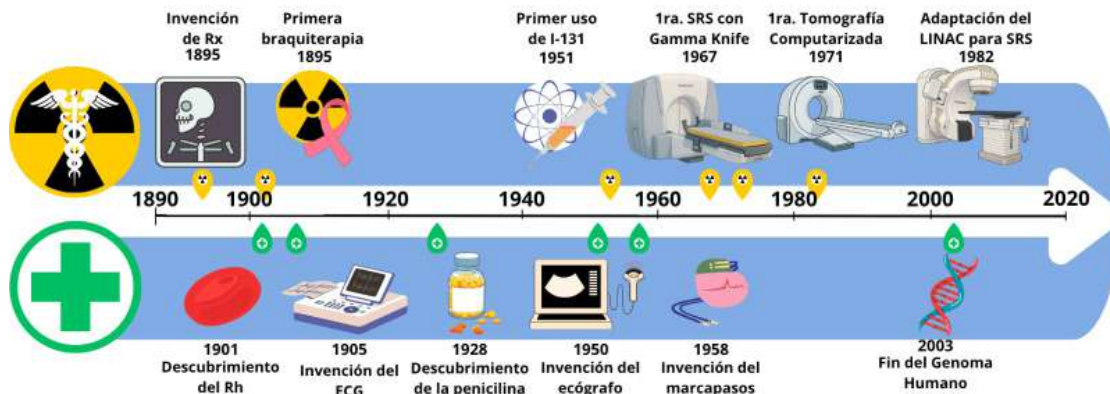 Invención
de Rx
1895
Primera
braquiterapia
1895
Primer uso
de I-131
1951
1ra. SRS con
Gamma Knife
1967
1ra. Tomografía
Computarizada
1971
Adaptación del
LINAC para SRS
1982
1890 1900 1920 1940 1960 1980 2000 2020
1901
Descubrimiento
del Rh
1905
Invención del
ECG
1928
Descubrimiento
de la penicilina
1950
Invención del
ecógrafo
1958
Invención del
marcapasos
2003
Fin del Genoma
Humano